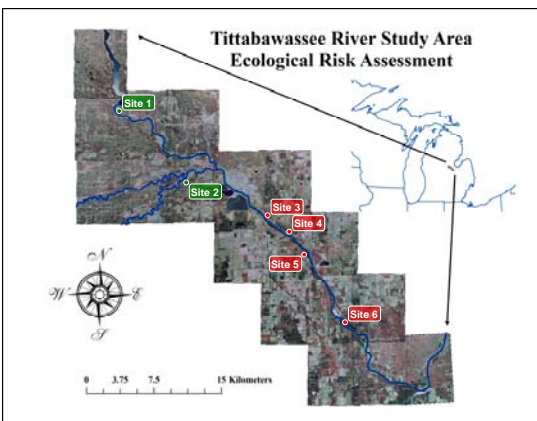 Tittabawassee River Study Area
Ecological Risk Assessment
Site 1
Site 2
Site 3
Site 4
Site 5
Site 6
N
W
E
S
0 3.75 7.5 15 Kilometers